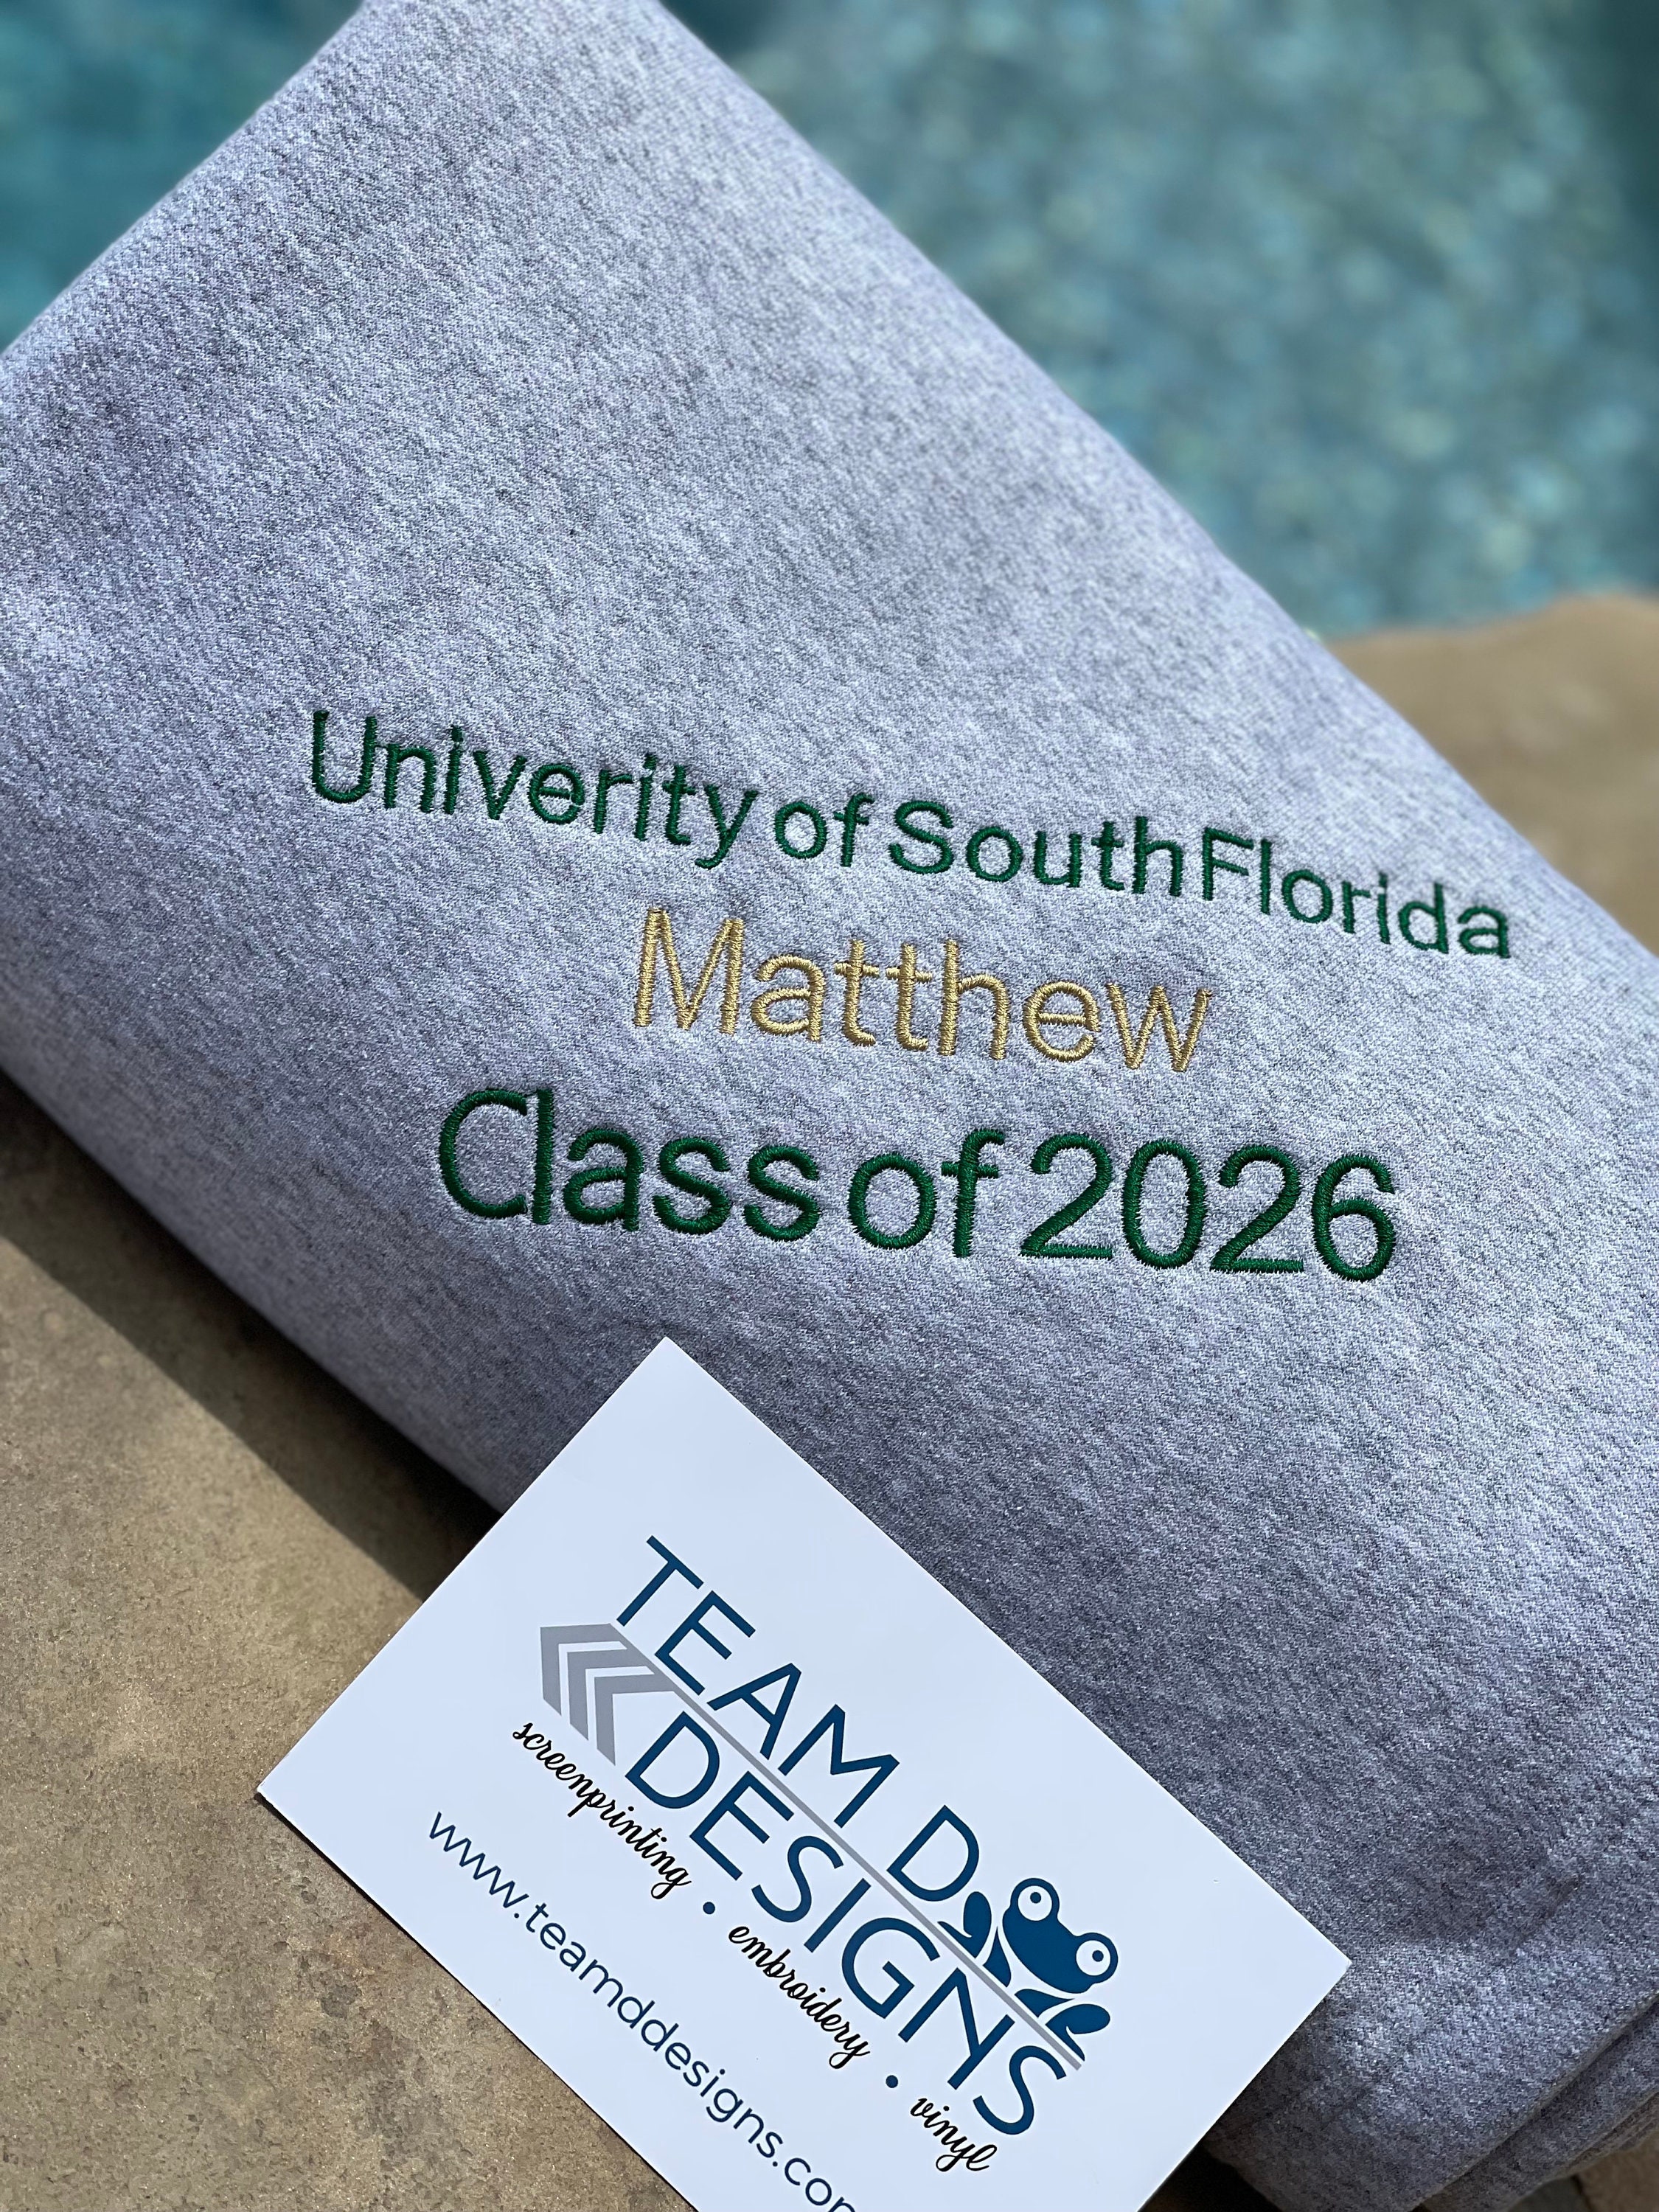 Univerity of South Florida
Matthew
Class of 2026
TEAM D
DESIGNS
screenprinting • embroidery • vinyl
www.teamddesigns.com